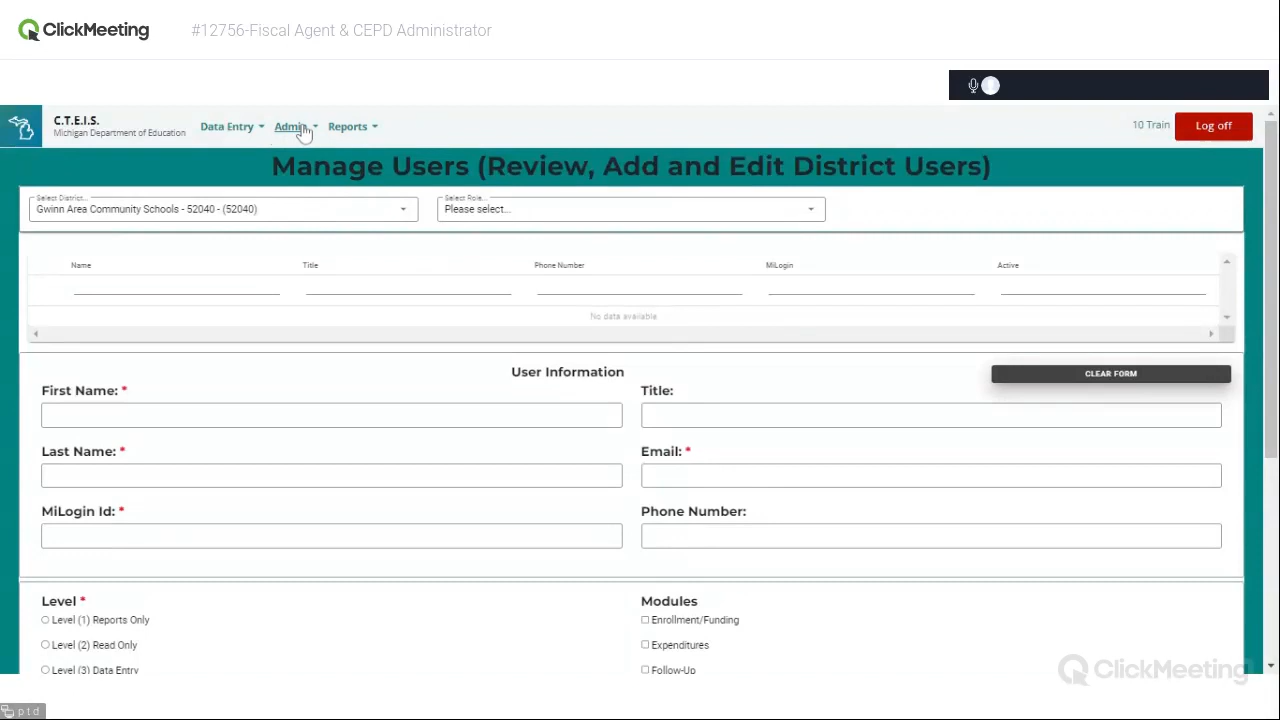 ClickMeeting
#12756-Fiscal Agent & CEPD Administrator
C.T.E.I.S.
Michigan Department of Education
Data Entry
Admin
Reports
10 Train
Log off
Manage Users (Review, Add and Edit District Users)
Select District...
Gwinn Area Community Schools - 52040 - (52040)
Select Role...
Please select...
Name
Title
Phone Number
MiLogin
Active
No data available
User Information
CLEAR FORM
First Name: *
Title:
Last Name: *
Email: *
MiLogin Id: *
Phone Number:
Level *
Modules
Level (1) Reports Only
Enrollment/Funding
Level (2) Read Only
Expenditures
Level (3) Data Entry
Follow-Up
ClickMeeting
ptd